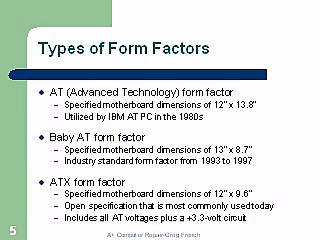 Types of Form Factors
AT (Advanced Technology) form factor
– Specified motherboard dimensions of 12" x 13.8"
– Utilized by IBM AT PC in the 1980s
Baby AT form factor
– Specified motherboard dimensions of 13" x 8.7"
– Industry standard form factor from 1993 to 1997
ATX form factor
– Specified motherboard dimensions of 12" x 9.6"
– Open specification that is most commonly used today
– Includes all AT voltages plus a +3.3-volt circuit
5
A+ Computer Repair-Greg French